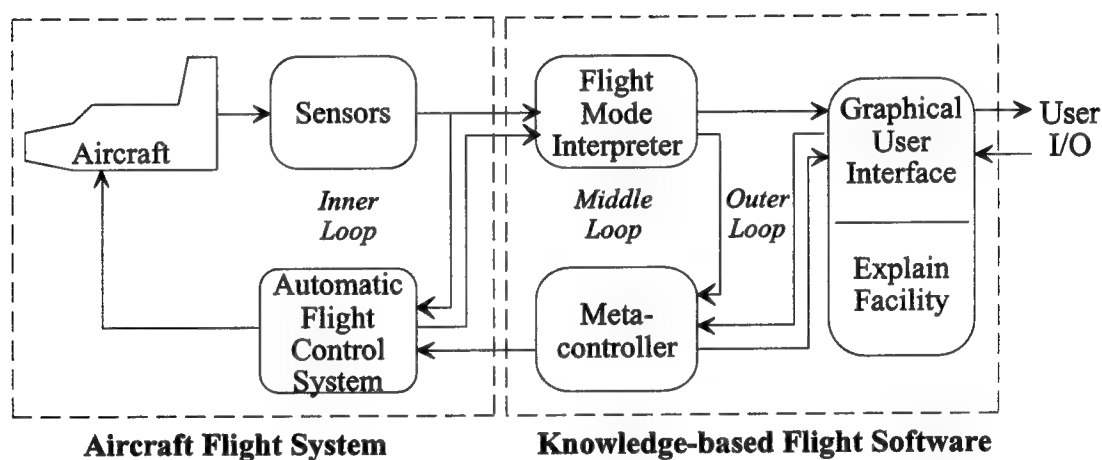 Aircraft
Sensors
Inner
Loop
Automatic
Flight
Control
System
Aircraft Flight System
Flight
Mode
Interpreter
Middle
Loop
Outer
Loop
Meta-
controller
Graphical
User
Interface
Explain
Facility
User
I/O
Knowledge-based Flight Software